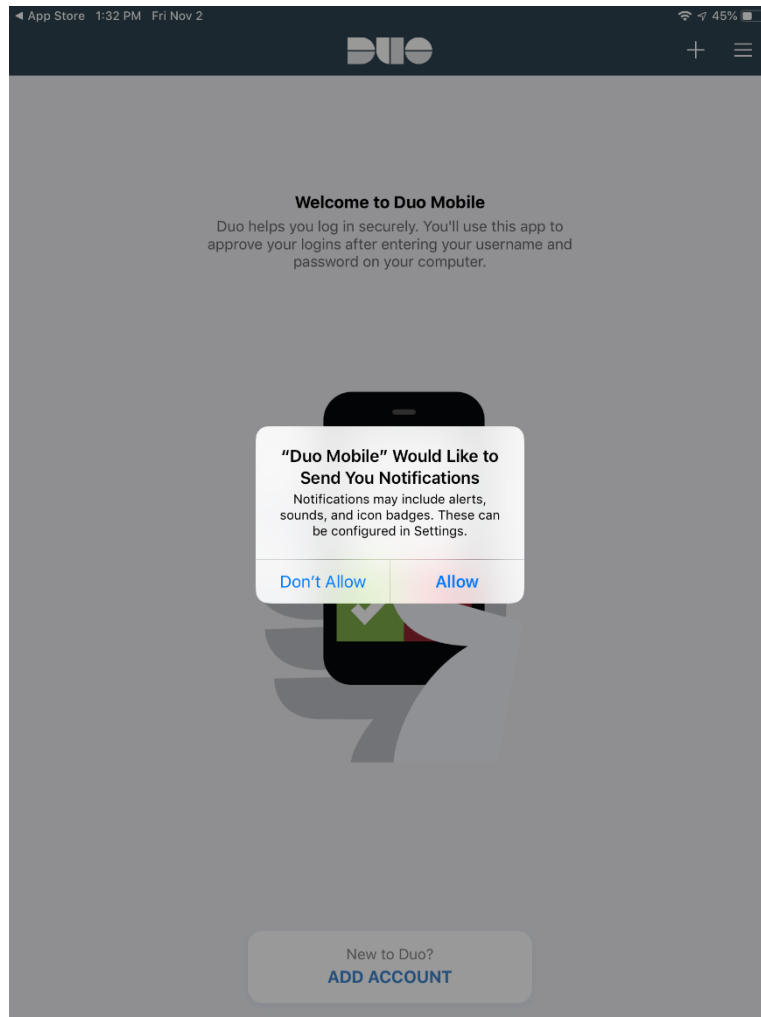 ◀ App Store 1:32 PM Fri Nov 2 45%
DUO
Welcome to Duo Mobile
Duo helps you log in securely. You'll use this app to
approve your logins after entering your username and
password on your computer.
“Duo Mobile” Would Like to
Send You Notifications
Notifications may include alerts,
sounds, and icon badges. These can
be configured in Settings.
Don’t Allow Allow
New to Duo?
ADD ACCOUNT